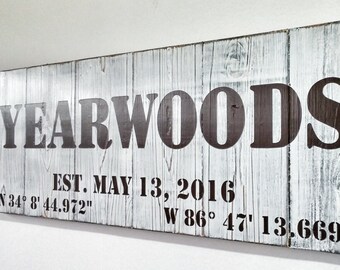 YEARWOODS
EST. MAY 13, 2016
N 34° 8' 44.972" W 86° 47' 13.669